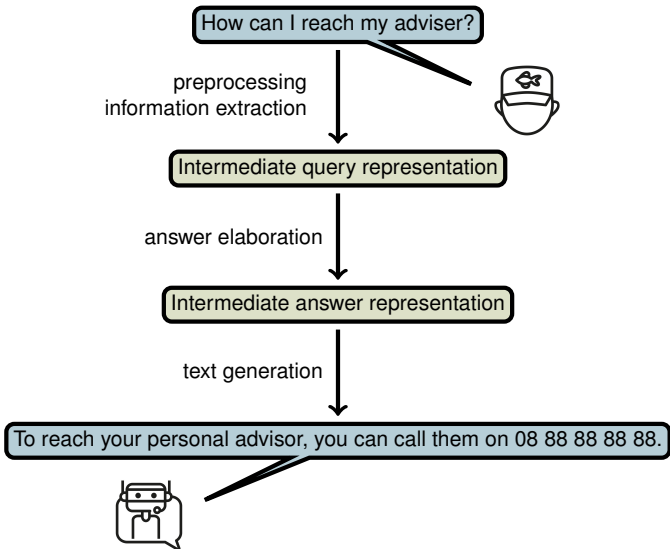 How can I reach my adviser?
preprocessing
information extraction
Intermediate query representation
answer elaboration
Intermediate answer representation
text generation
To reach your personal advisor, you can call them on 08 88 88 88 88.